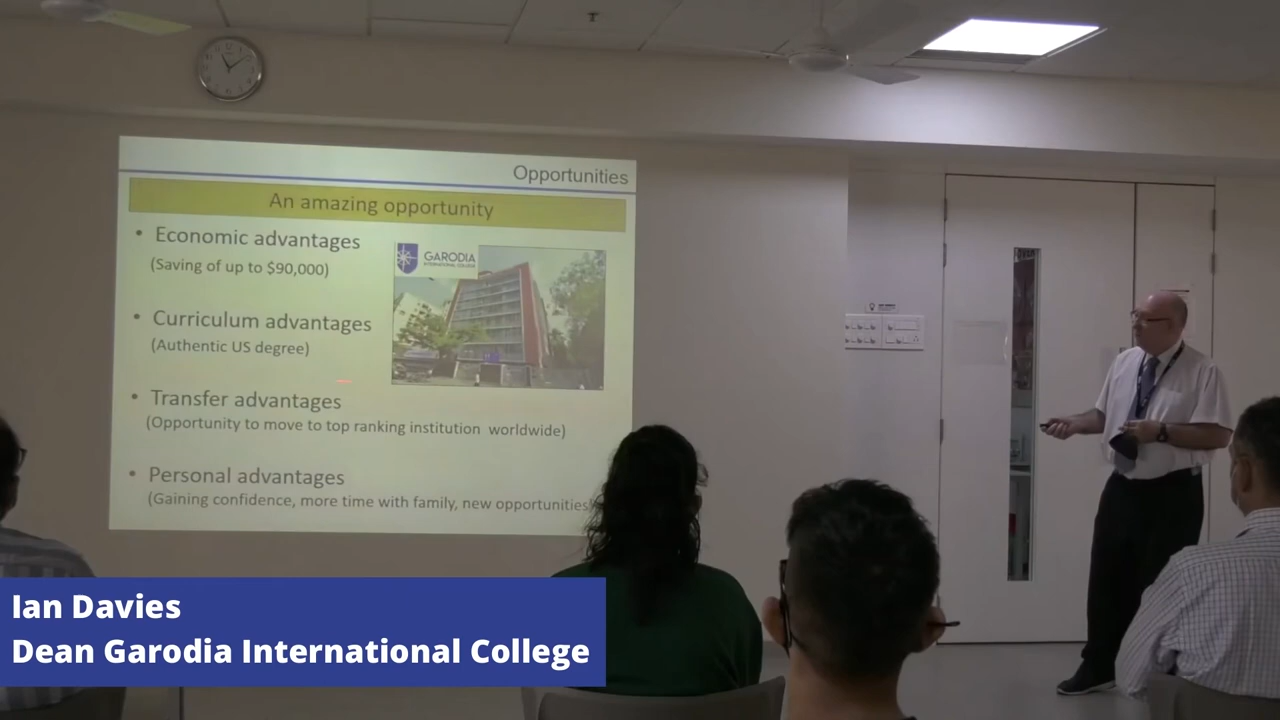 Opportunities
An amazing opportunity
• Economic advantages
(Saving of up to $90,000)
GARODIA
INTERNATIONAL COLLEGE
• Curriculum advantages
(Authentic US degree)
• Transfer advantages
(Opportunity to move to top ranking institution worldwide)
• Personal advantages
(Gaining confidence, more time with family, new opportunities
Ian Davies
Dean Garodia International College